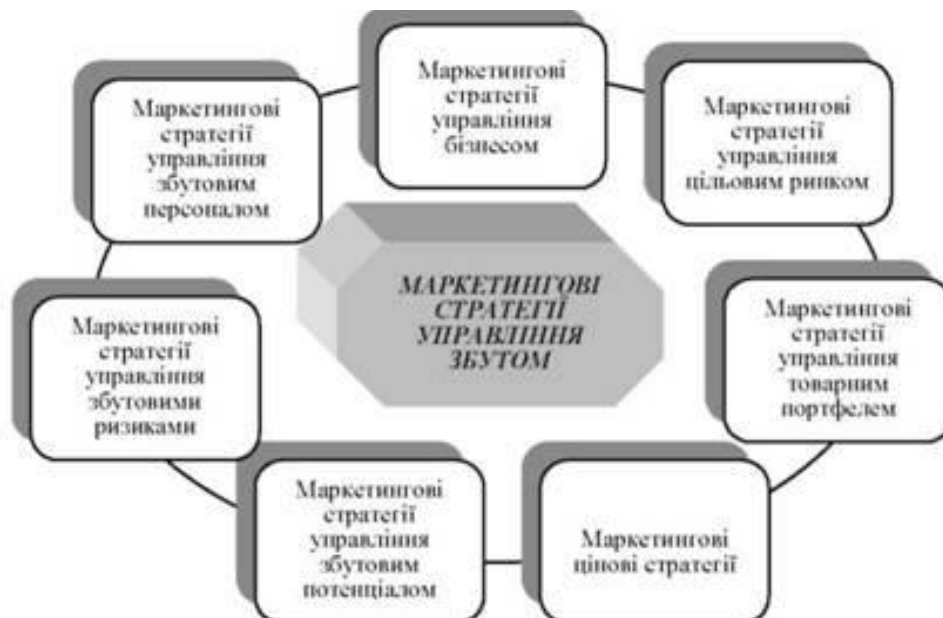 Маркетингові
стратегії
управління
бізнесом
Маркетингові
стратегії
управління
цільовим ринком
Маркетингові
стратегії
управління
товарним
портфелем
Маркетингові
цінові стратегії
Маркетингові
стратегії
управління
збутовим
потенціалом
Маркетингові
стратегії
управління
збутовими
ризиками
Маркетингові
стратегії
управління
збутовим
персоналом
МАРКЕТИНГОВІ
СТРАТЕГІЇ
УПРАВЛІННЯ
ЗБУТОМ